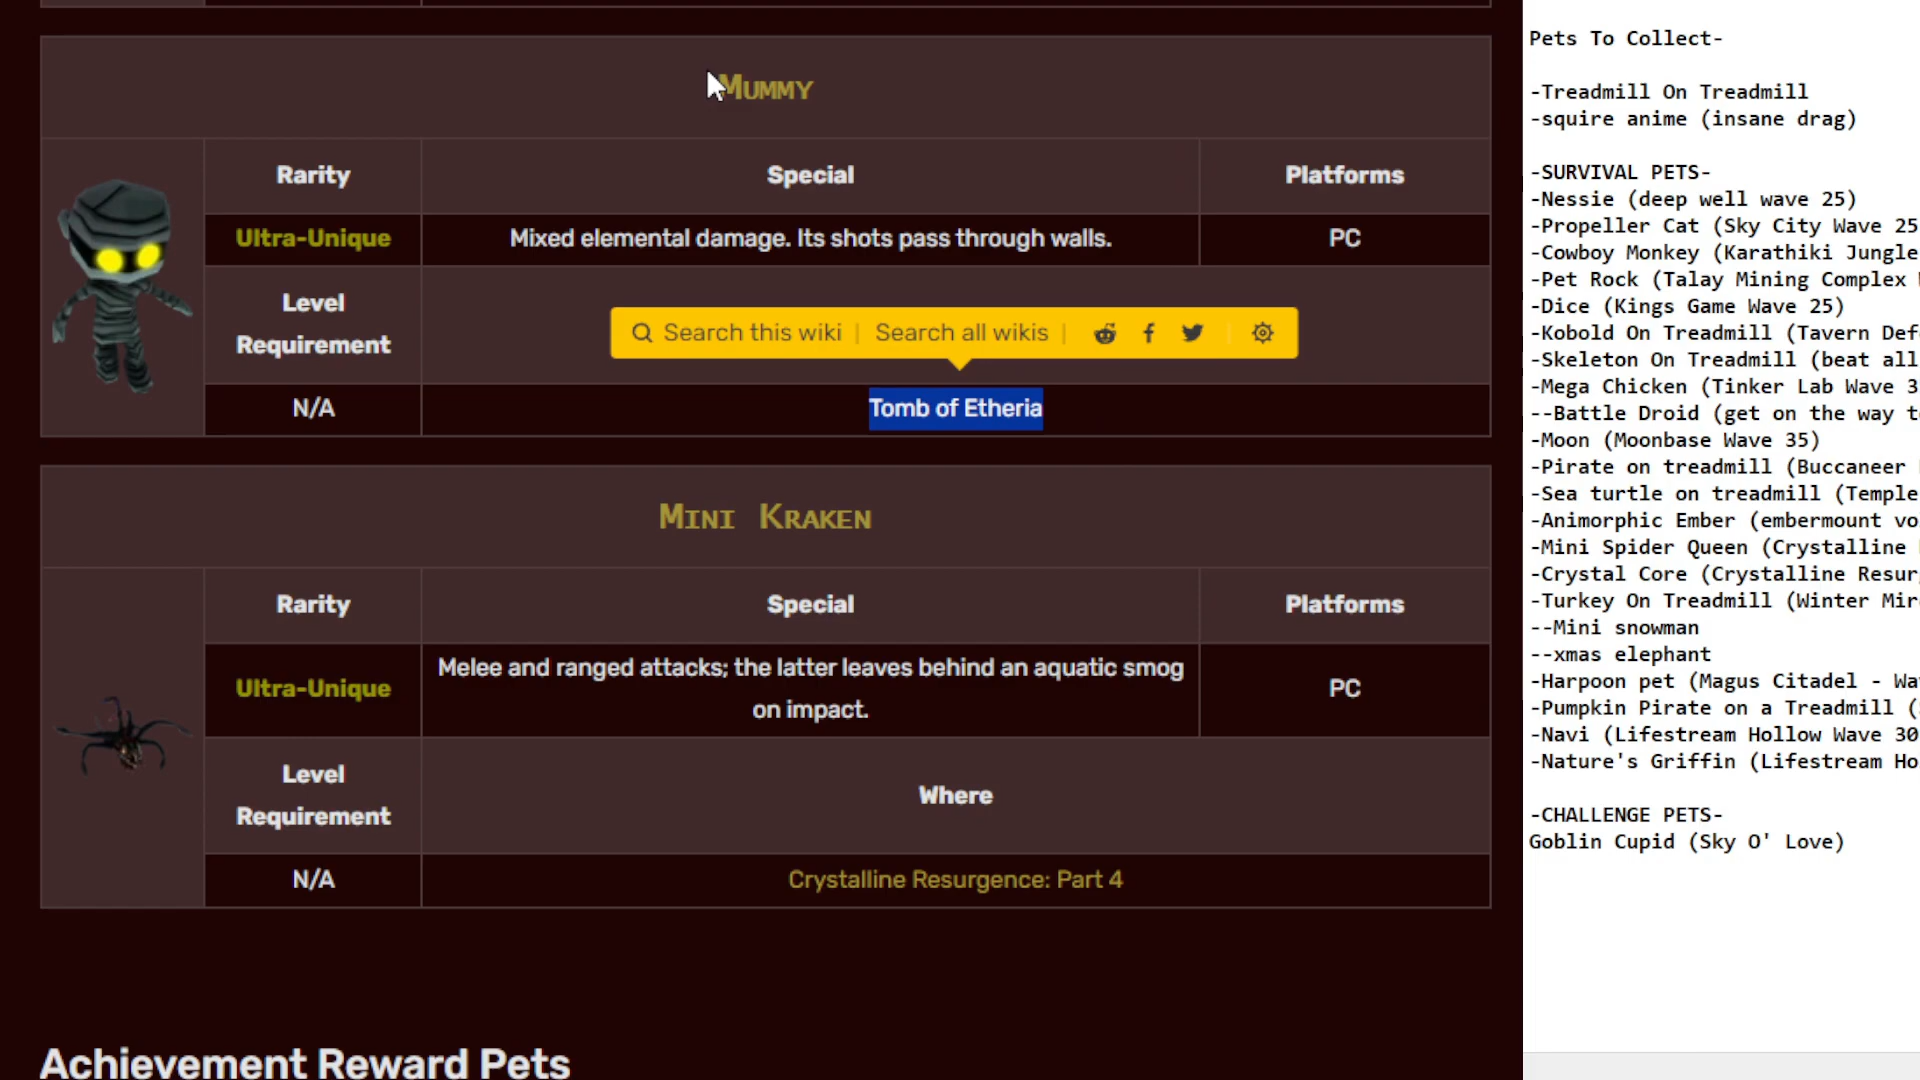 Mummy
Rarity
Special
Platforms
Ultra-Unique
Mixed elemental damage. Its shots pass through walls.
PC
Level
Requirement
Search this wiki
Search all wikis
N/A
Tomb of Etheria
Mini Kraken
Rarity
Special
Platforms
Ultra-Unique
Melee and ranged attacks; the latter leaves behind an aquatic smog
on impact.
PC
Level
Requirement
Where
N/A
Crystalline Resurgence: Part 4
Achievement Reward Pets
Pets To Collect-
-Treadmill On Treadmill
-squire anime (insane drag)
-SURVIVAL PETS-
-Nessie (deep well wave 25)
-Propeller Cat (Sky City Wave 25
-Cowboy Monkey (Karathiki Jungle
-Pet Rock (Talay Mining Complex
-Dice (Kings Game Wave 25)
-Kobold On Treadmill (Tavern Def
-Skeleton On Treadmill (beat all
-Mega Chicken (Tinker Lab Wave 3
--Battle Droid (get on the way t
-Moon (Moonbase Wave 35)
-Pirate on treadmill (Buccaneer
-Sea turtle on treadmill (Temple
-Animorphic Ember (embermount vo
-Mini Spider Queen (Crystalline
-Crystal Core (Crystalline Resur
-Turkey On Treadmill (Winter Mir
--Mini snowman
--xmas elephant
-Harpoon pet (Magus Citadel - Wa
-Pumpkin Pirate on a Treadmill (
-Navi (Lifestream Hollow Wave 30
-Nature's Griffin (Lifestream Ho
-CHALLENGE PETS-
Goblin Cupid (Sky O' Love)